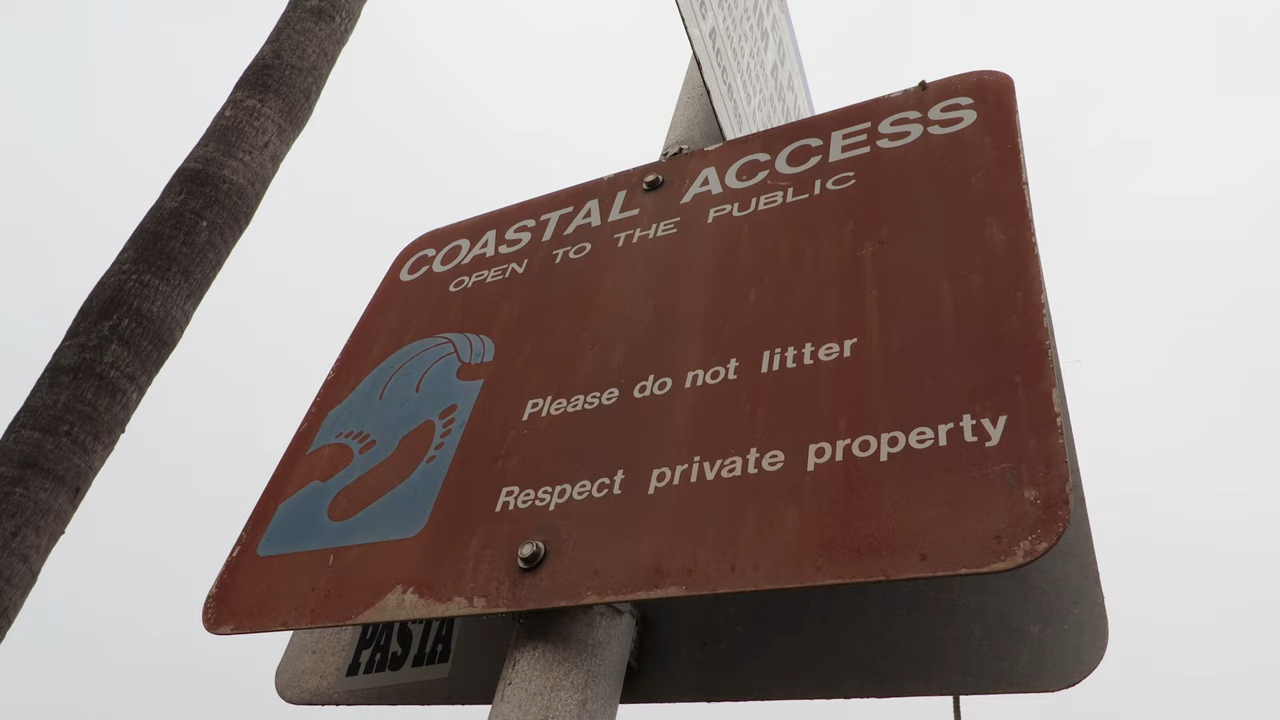 COASTAL ACCESS
OPEN TO THE PUBLIC
Please do not litter
Respect private property
PASTA